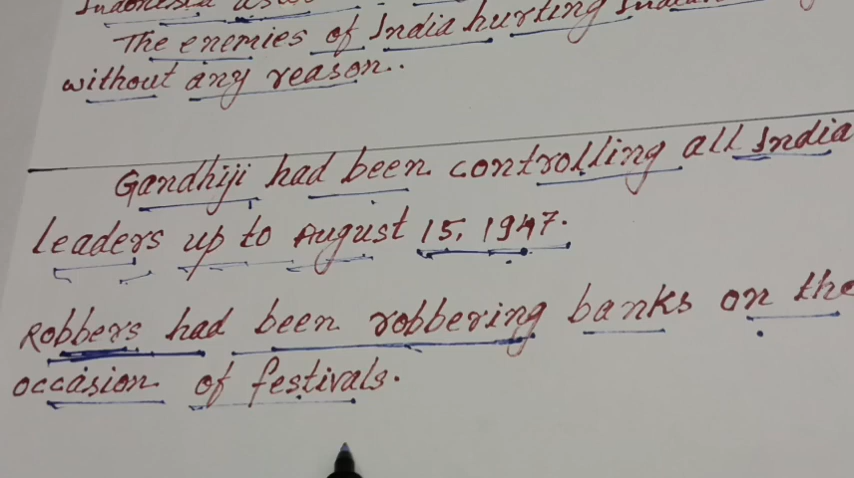 Indonesia
The enemies of India hurting
without any reason..
Gandhiji had been controlling all India
leaders up to August 15, 1947.
Robbers had been robbering banks on the
occasion of festivals.